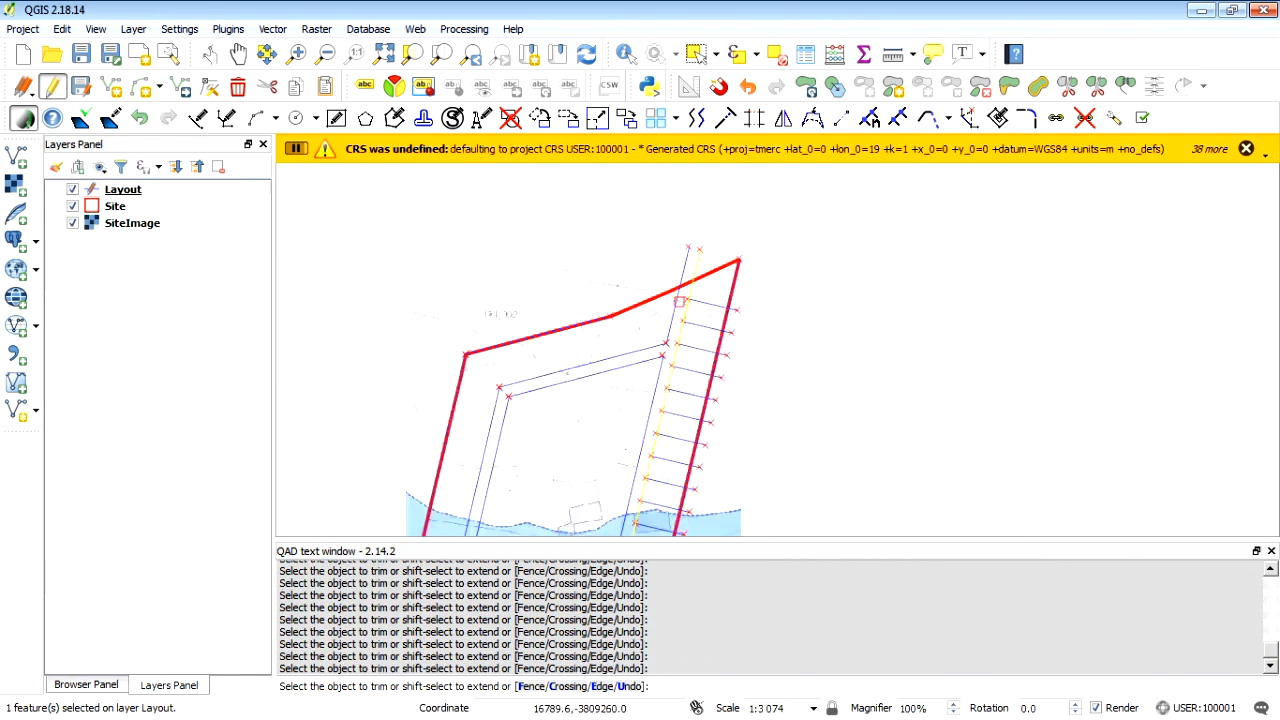 QGIS 2.18.14
Project Edit View Layer Settings Plugins Vector Raster Database Web Processing Help
Layers Panel
CRS was undefined: defaulting to project CRS USER:100001 - * Generated CRS (+proj=tmerc +lat_0=0 +lon_0=19 +k=1 +x_0=0 +y_0=0 +datum=WGS84 +units=m +no_defs) 38 more
Layout
Site
SiteImage
QAD text window - 2.14.2
Select the object to trim or shift-select to extend or [Fence/Crossing/Edge/Undo]:
Select the object to trim or shift-select to extend or [Fence/Crossing/Edge/Undo]:
Select the object to trim or shift-select to extend or [Fence/Crossing/Edge/Undo]:
Select the object to trim or shift-select to extend or [Fence/Crossing/Edge/Undo]:
Select the object to trim or shift-select to extend or [Fence/Crossing/Edge/Undo]:
Select the object to trim or shift-select to extend or [Fence/Crossing/Edge/Undo]:
Select the object to trim or shift-select to extend or [Fence/Crossing/Edge/Undo]:
Select the object to trim or shift-select to extend or [Fence/Crossing/Edge/Undo]:
Select the object to trim or shift-select to extend or [Fence/Crossing/Edge/Undo]:
Browser Panel Layers Panel
Select the object to trim or shift-select to extend or [Fence/Crossing/Edge/Undo]:
1 feature(s) selected on layer Layout. Coordinate 16789.6,-3809260.0 Scale 1:3 074 Magnifier 100% Rotation 0.0 Render USER:100001